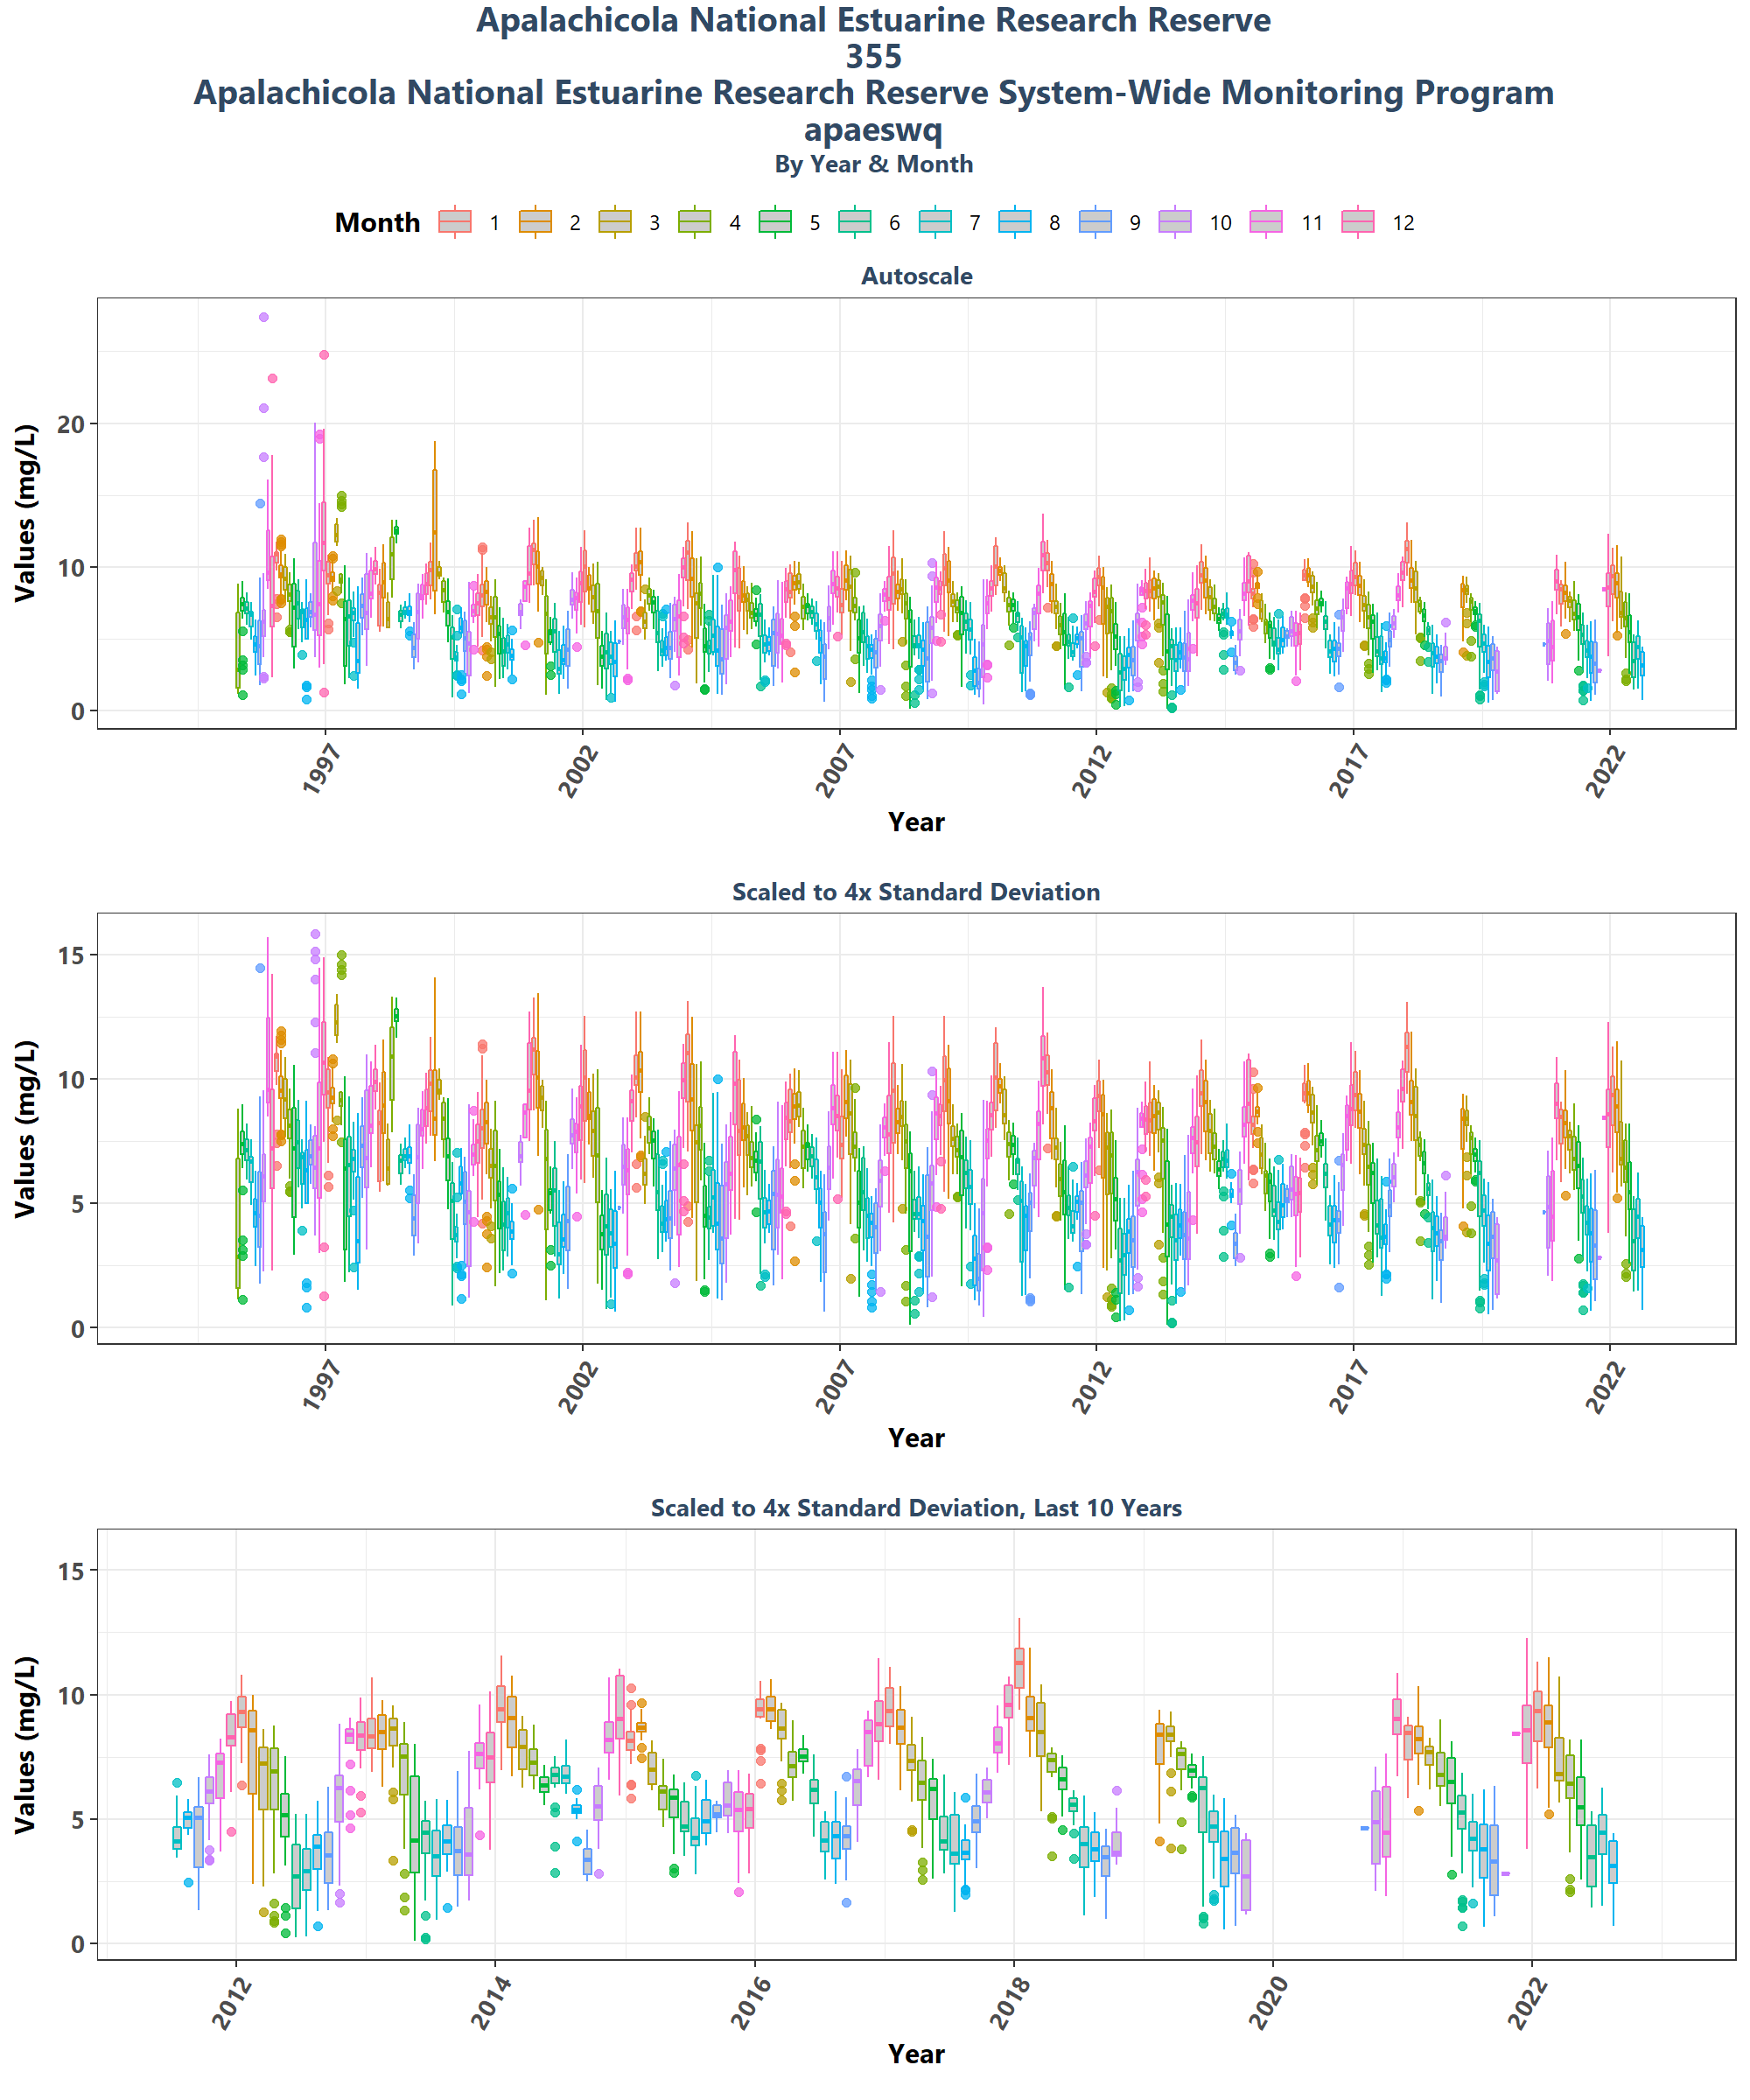 Apalachicola National Estuarine Research Reserve
355
Apalachicola National Estuarine Research Reserve System-Wide Monitoring Program
apaeswq
By Year & Month
Month 1 2 3 4 5 6 7 8 9 10 11 12
Autoscale
Values (mg/L)
20
10
0
1997 2002 2007 2012 2017 2022
Year
Scaled to 4x Standard Deviation
Values (mg/L)
15
10
5
0
1997 2002 2007 2012 2017 2022
Year
Scaled to 4x Standard Deviation, Last 10 Years
Values (mg/L)
15
10
5
0
2012 2014 2016 2018 2020 2022
Year